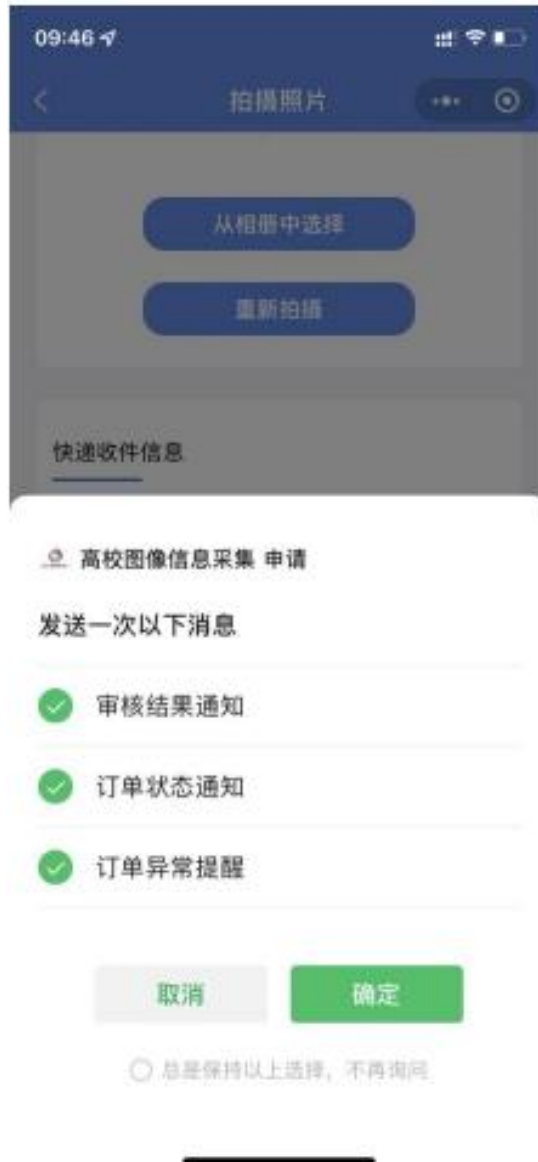 09:46
拍摄照片
从相册中选择
重新拍摄
快递收件信息
高校图像信息采集 申请
发送一次以下消息
审核结果通知
订单状态通知
订单异常提醒
取消
确定
总是保持以上选择，不再询问